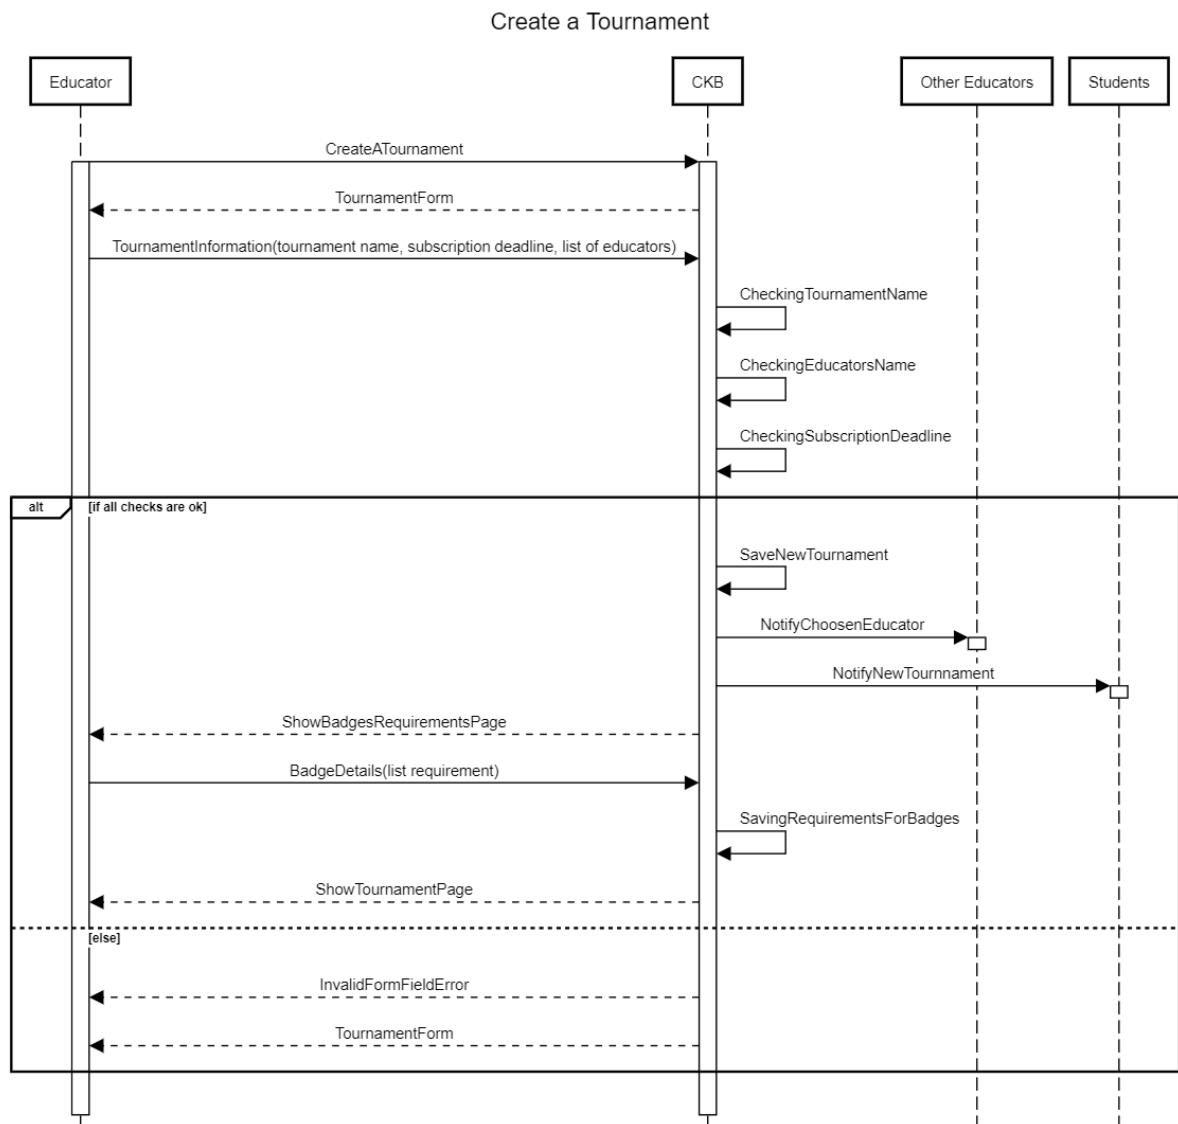 Create a Tournament
Educator
CKB
Other Educators
Students
CreateATournament
TournamentForm
TournamentInformation(tournament name, subscription deadline, list of educators)
CheckingTournamentName
CheckingEducatorsName
CheckingSubscriptionDeadline
alt
[if all checks are ok]
SaveNewTournament
NotifyChoosenEducator
NotifyNewTournnament
ShowBadgesRequirementsPage
BadgeDetails(list requirement)
SavingRequirementsForBadges
ShowTournamentPage
[else]
InvalidFormFieldError
TournamentForm